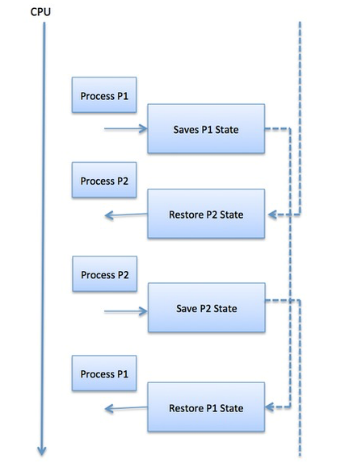 CPU
Process P1
Saves P1 State
Process P2
Restore P2 State
Process P2
Save P2 State
Process P1
Restore P1 State